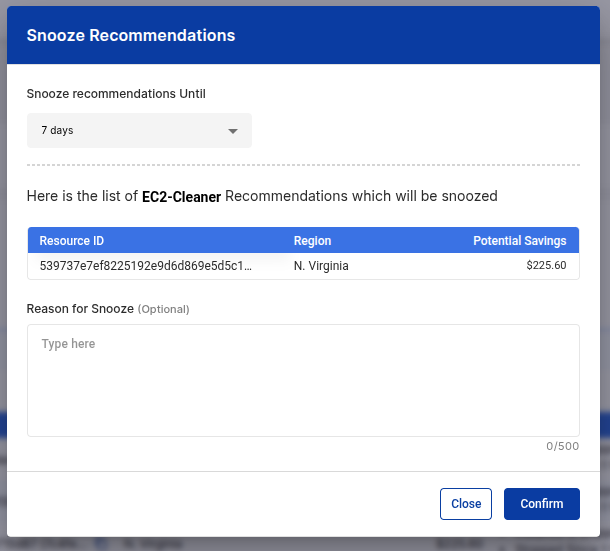 Snooze Recommendations
Snooze recommendations Until
7 days
Here is the list of EC2-Cleaner Recommendations which will be snoozed
Resource ID Region Potential Savings
539737e7ef8225192e9d6d869e5d5c1... N. Virginia $225.60
Reason for Snooze (Optional)
Type here
0/500
Close Confirm